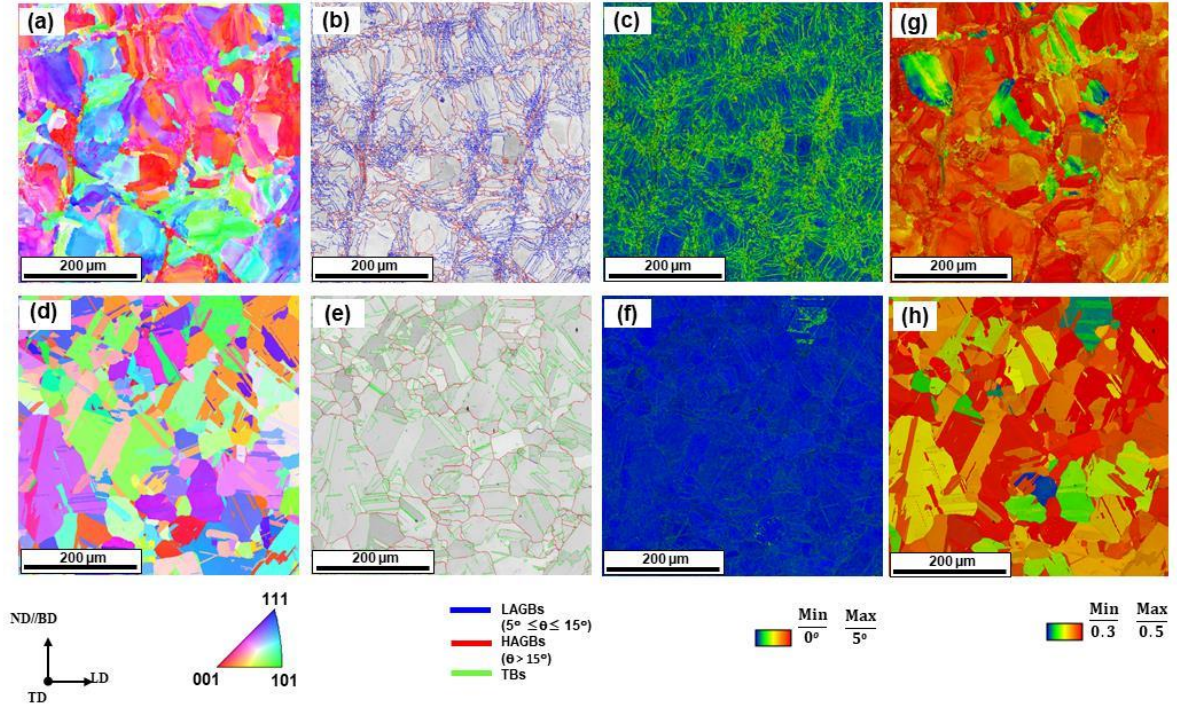 (a) (b) (c) (g)
200 µm 200 µm 200 µm 200 µm
(d) (e) (f) (h)
200 µm 200 µm 200 µm 200 µm
ND//BD
LD
TD
111
001 101
LAGBs
(5° ≤θ≤ 15°)
HAGBs
(θ> 15°)
TBs
Min Max
0° 5°
Min Max
0.3 0.5